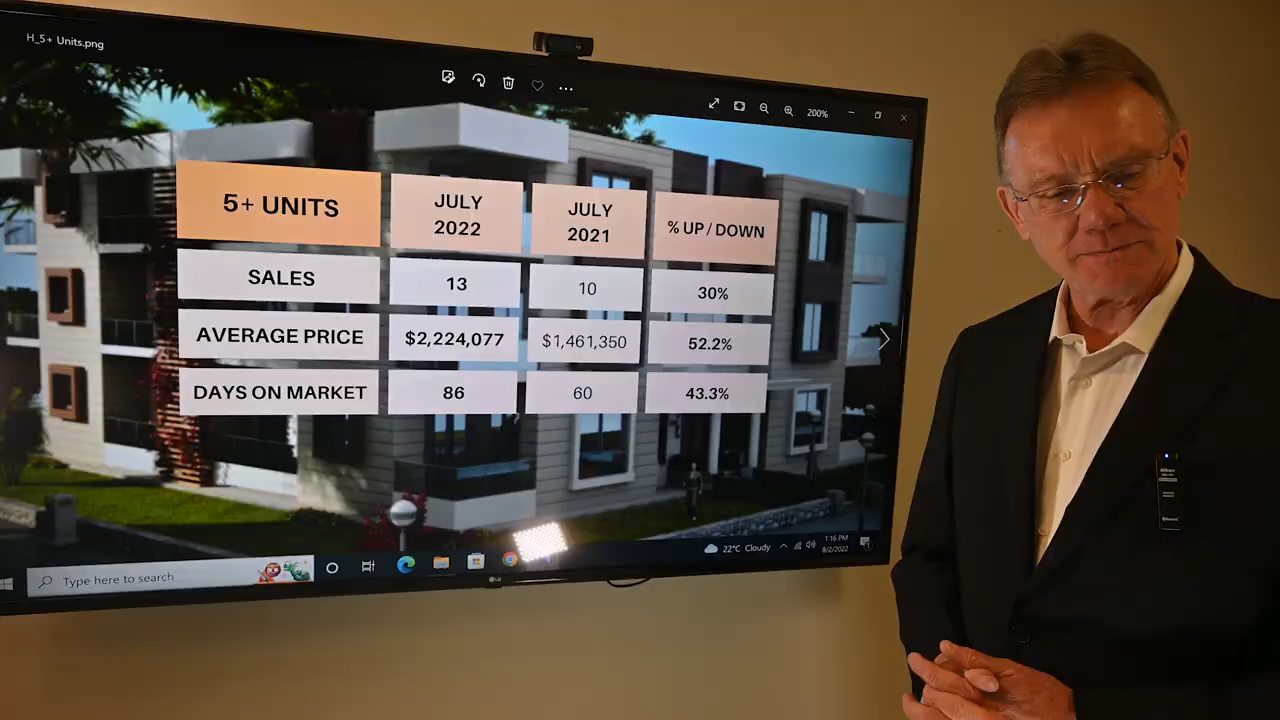 H_5+ Units.png
200%
5+ UNITS
JULY
2022
JULY
2021
% UP / DOWN
SALES
13
10
30%
AVERAGE PRICE
$2,224,077
$1,461,350
52.2%
DAYS ON MARKET
86
60
43.3%
Type here to search
22°C Cloudy
1:16 PM
8/2/2022
LG